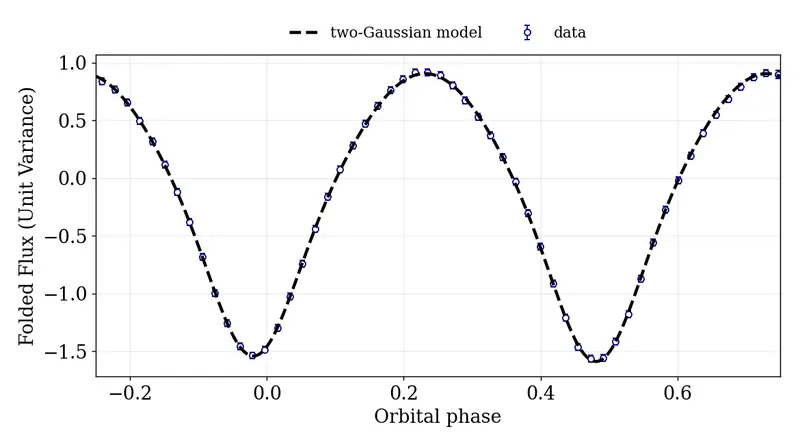 two-Gaussian model data
Folded Flux (Unit Variance)
1.0
0.5
0.0
−0.5
−1.0
−1.5
−0.2 0.0 0.2 0.4 0.6
Orbital phase